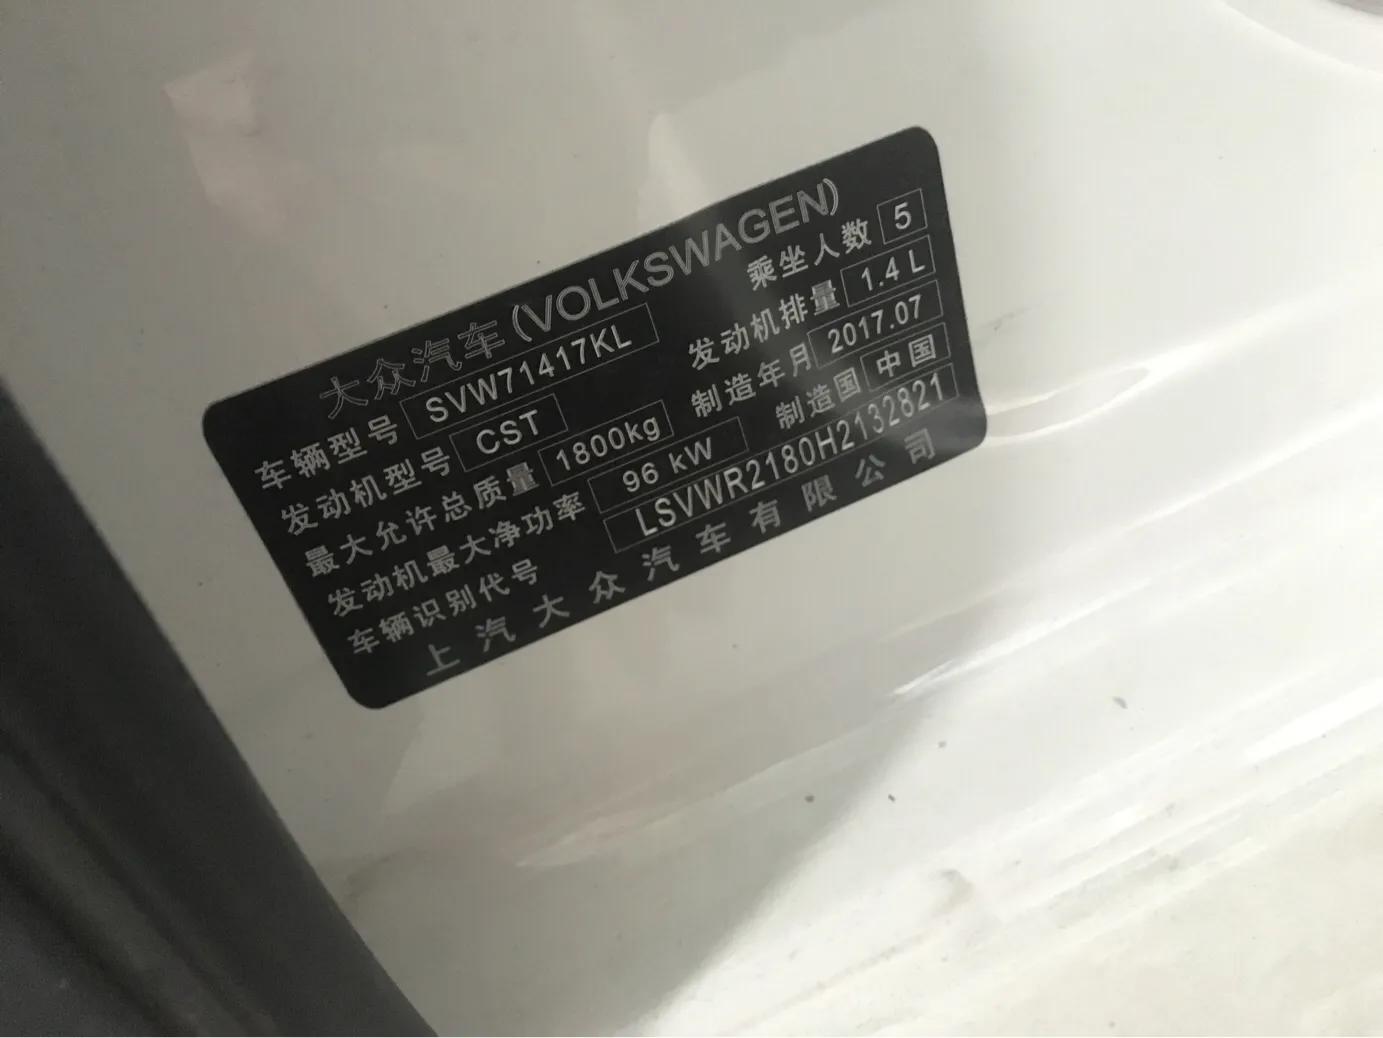 大众汽车(VOLKSWAGEN)
车辆型号 SVW71417KL 乘坐人数 5
发动机型号 CST 发动机排量 1.4 L
最大允许总质量 1800kg 制造年月 2017.07
发动机最大净功率 96 kW 制造国 中国
车辆识别代号 LSVWR2180H2132821
上汽大众汽车有限公司